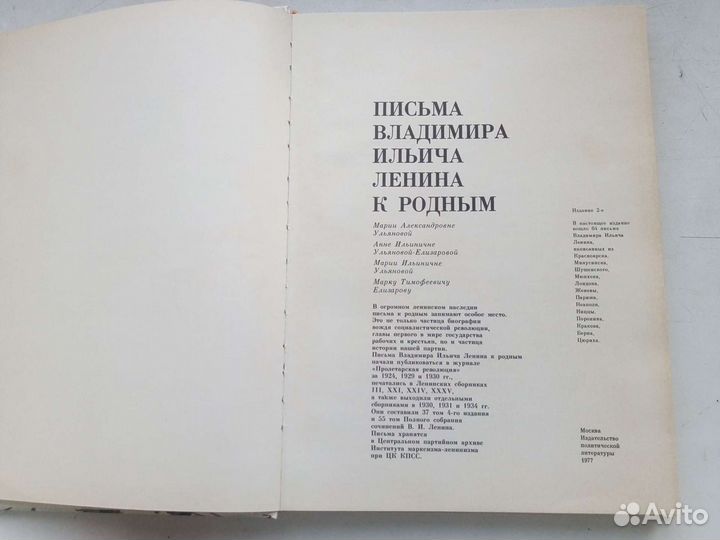 ПИСЬМА
ВЛАДИМИРА
ИЛЬИЧА
ЛЕНИНА
К РОДНЫМ
Марии Александровне
Ульяновой
Анне Ильиничне
Ульяновой-Елизаровой
Марии Ильиничне
Ульяновой
Марку Тимофеевичу
Елизарову
В огромном ленинском наследии
письма к родным занимают особое место.
Это не только частица биографии
вождя социалистической революции,
главы первого в мире государства
рабочих и крестьян, но и частица
истории нашей партии.
Письма Владимира Ильича Ленина к родным
начали публиковаться в журнале
«Пролетарская революция»
за 1924, 1929 и 1930 гг.,
печатались в Ленинских сборниках
III, XXI, XXIV, XXXV,
а также выходили отдельными
сборниками в 1930, 1931 и 1934 гг.
Они составили 37 том 4-го издания
и 55 том Полного собрания
сочинений В. И. Ленина.
Письма хранятся
в Центральном партийном архиве
Института марксизма-ленинизма
при ЦК КПСС.
Издание 2-е
В настоящее издание
вошло 64 письма
Владимира Ильича
Ленина,
написанных из
Красноярска,
Минусинска,
Шушенского,
Мюнхена,
Лондона,
Женевы,
Парижа,
Неаполя,
Ниццы,
Поронина,
Кракова,
Берна,
Цюриха.
Москва
Издательство
политической
литературы
1977
Avito